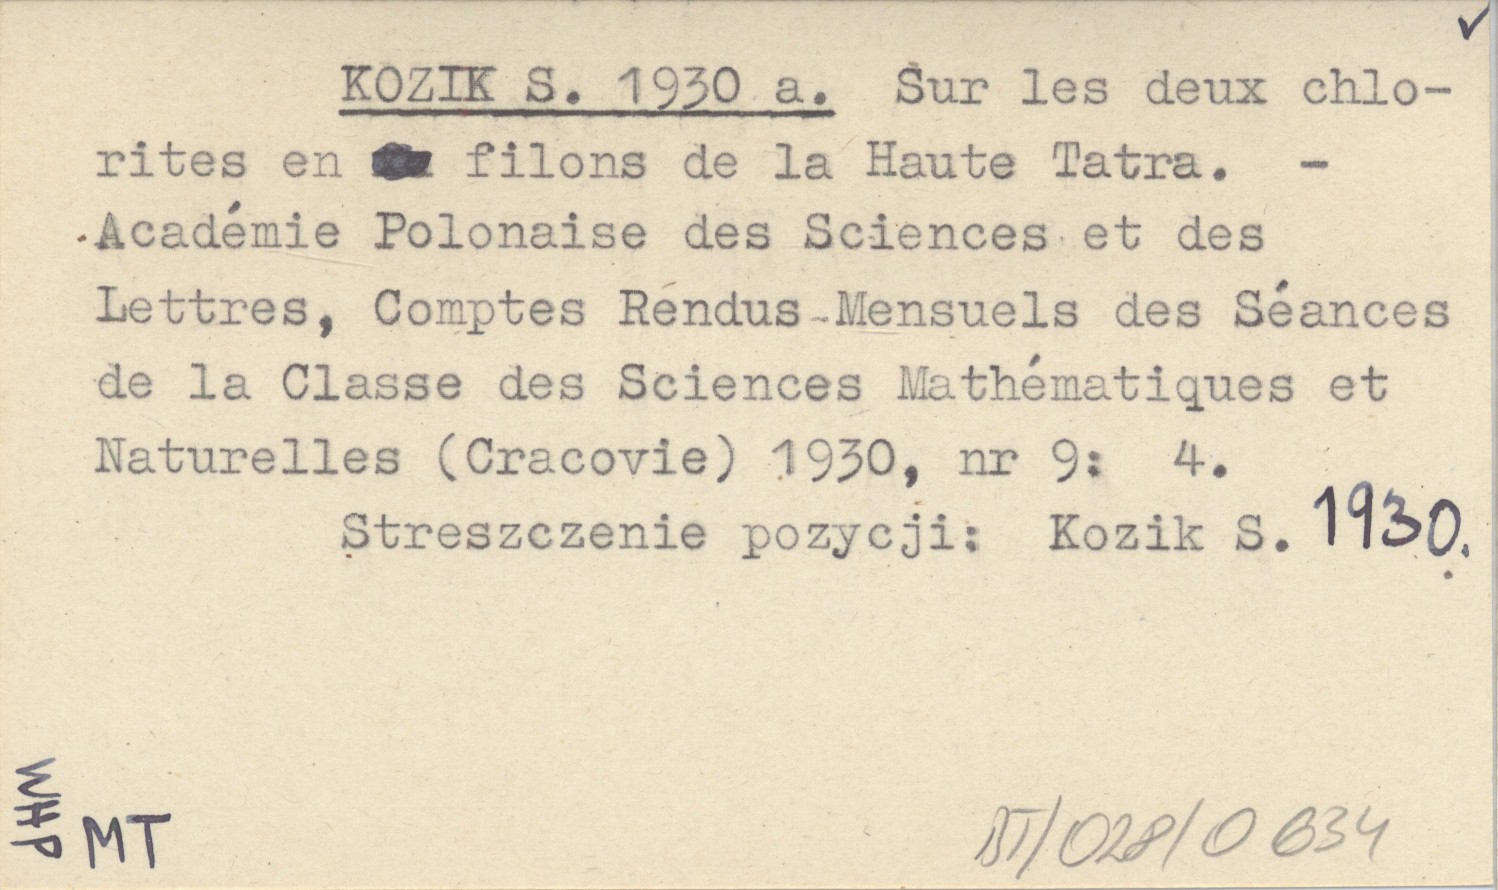 KOZIK S. 1930 a. Sur les deux chlo-
rites en filons de la Haute Tatra. -
Académie Polonaise des Sciences et des
Lettres, Comptes Rendus Mensuels des Séances
de la Classe des Sciences Mathématiques et
Naturelles (Cracovie) 1930, nr 9: 4.
Streszczenie pozycji: Kozik S. 1930.
WHP
MT
BT/028/0634